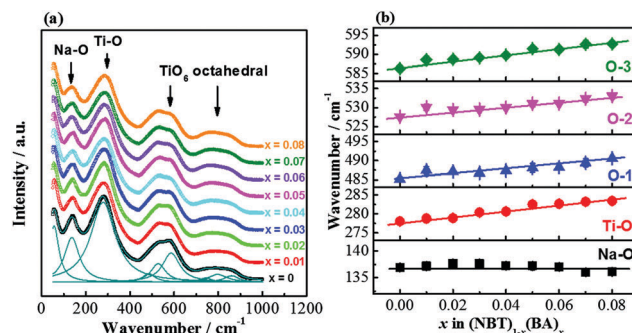 (a)
Na-O
Ti-O
TiO6 octahedral
x = 0.08
x = 0.07
x = 0.06
x = 0.05
x = 0.04
x = 0.03
x = 0.02
x = 0.01
x = 0
Intensity / a.u.
0 200 400 600 800 1000
Wavenumber / cm-1
(b)
595
590
585
O-3
535
530
525
O-2
490
485
O-1
285
280
275
Ti-O
Na-O
140
135
Wavenumber / cm-1
0.00 0.02 0.04 0.06 0.08
x in (NBT)1-x(BA)x